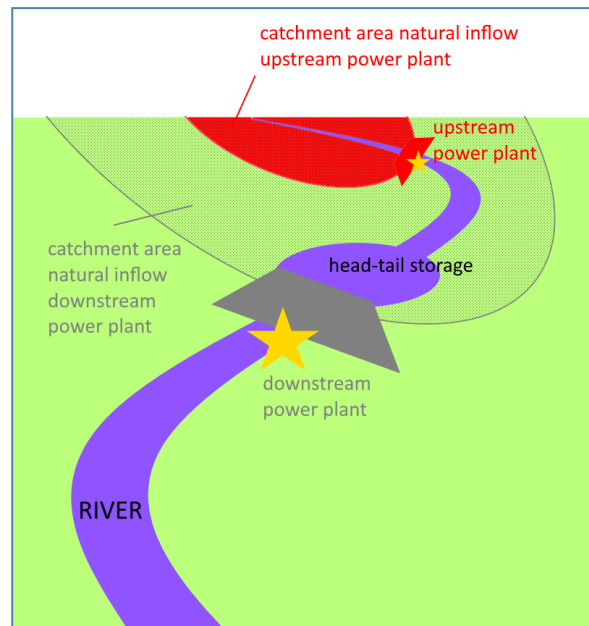 catchment area natural inflow
upstream power plant
upstream
power plant
catchment area
natural inflow
downstream
power plant
head-tail storage
downstream
power plant
RIVER